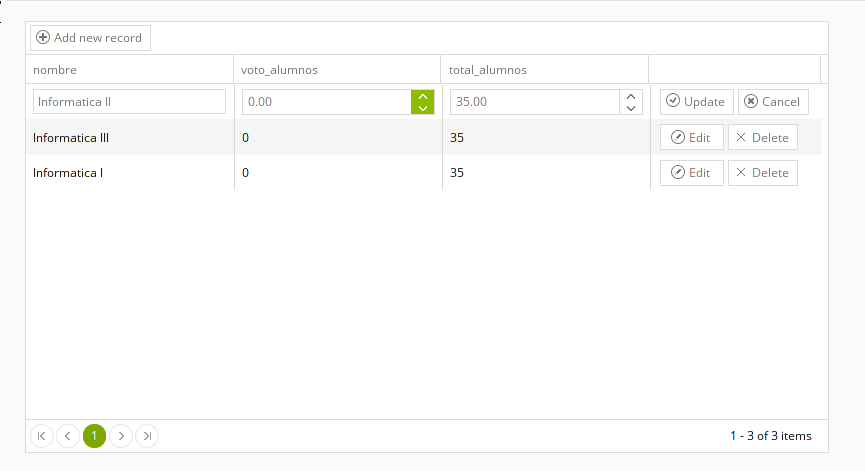 Add new record
nombre voto_alumnos total_alumnos
Informatica II 0.00 35.00 Update Cancel
Informatica III 0 35 Edit Delete
Informatica I 0 35 Edit Delete
1 1 - 3 of 3 items